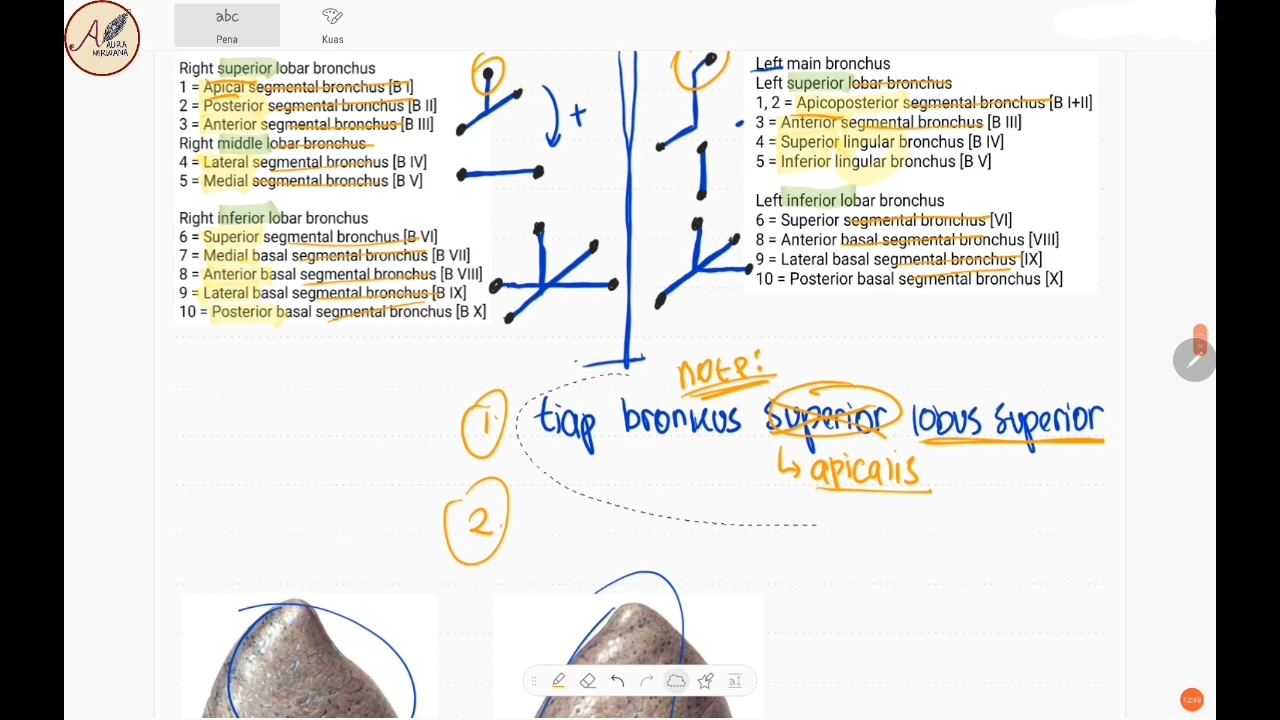 abc
Pena
Kuas
AURA
NIRWANA
Right superior lobar bronchus
1 = Apical segmental bronchus [B I]
2 = Posterior segmental bronchus [B II]
3 = Anterior segmental bronchus [B III]
Right middle lobar bronchus
4 = Lateral segmental bronchus [B IV]
5 = Medial segmental bronchus [B V]
Right inferior lobar bronchus
6 = Superior segmental bronchus [B VI]
7 = Medial basal segmental bronchus [B VII]
8 = Anterior basal segmental bronchus [B VIII]
9 = Lateral basal segmental bronchus [B IX]
10 = Posterior basal segmental bronchus [B X]
+
Left main bronchus
Left superior lobar bronchus
1, 2 = Apicoposterior segmental bronchus [B I+II]
3 = Anterior segmental bronchus [B III]
4 = Superior lingular bronchus [B IV]
5 = Inferior lingular bronchus [B V]
Left inferior lobar bronchus
6 = Superior segmental bronchus [VI]
8 = Anterior basal segmental bronchus [VIII]
9 = Lateral basal segmental bronchus [IX]
10 = Posterior basal segmental bronchus [X]
note:
1. tiap bronkus superior lobus superior
↳ apicalis
2.
12:49